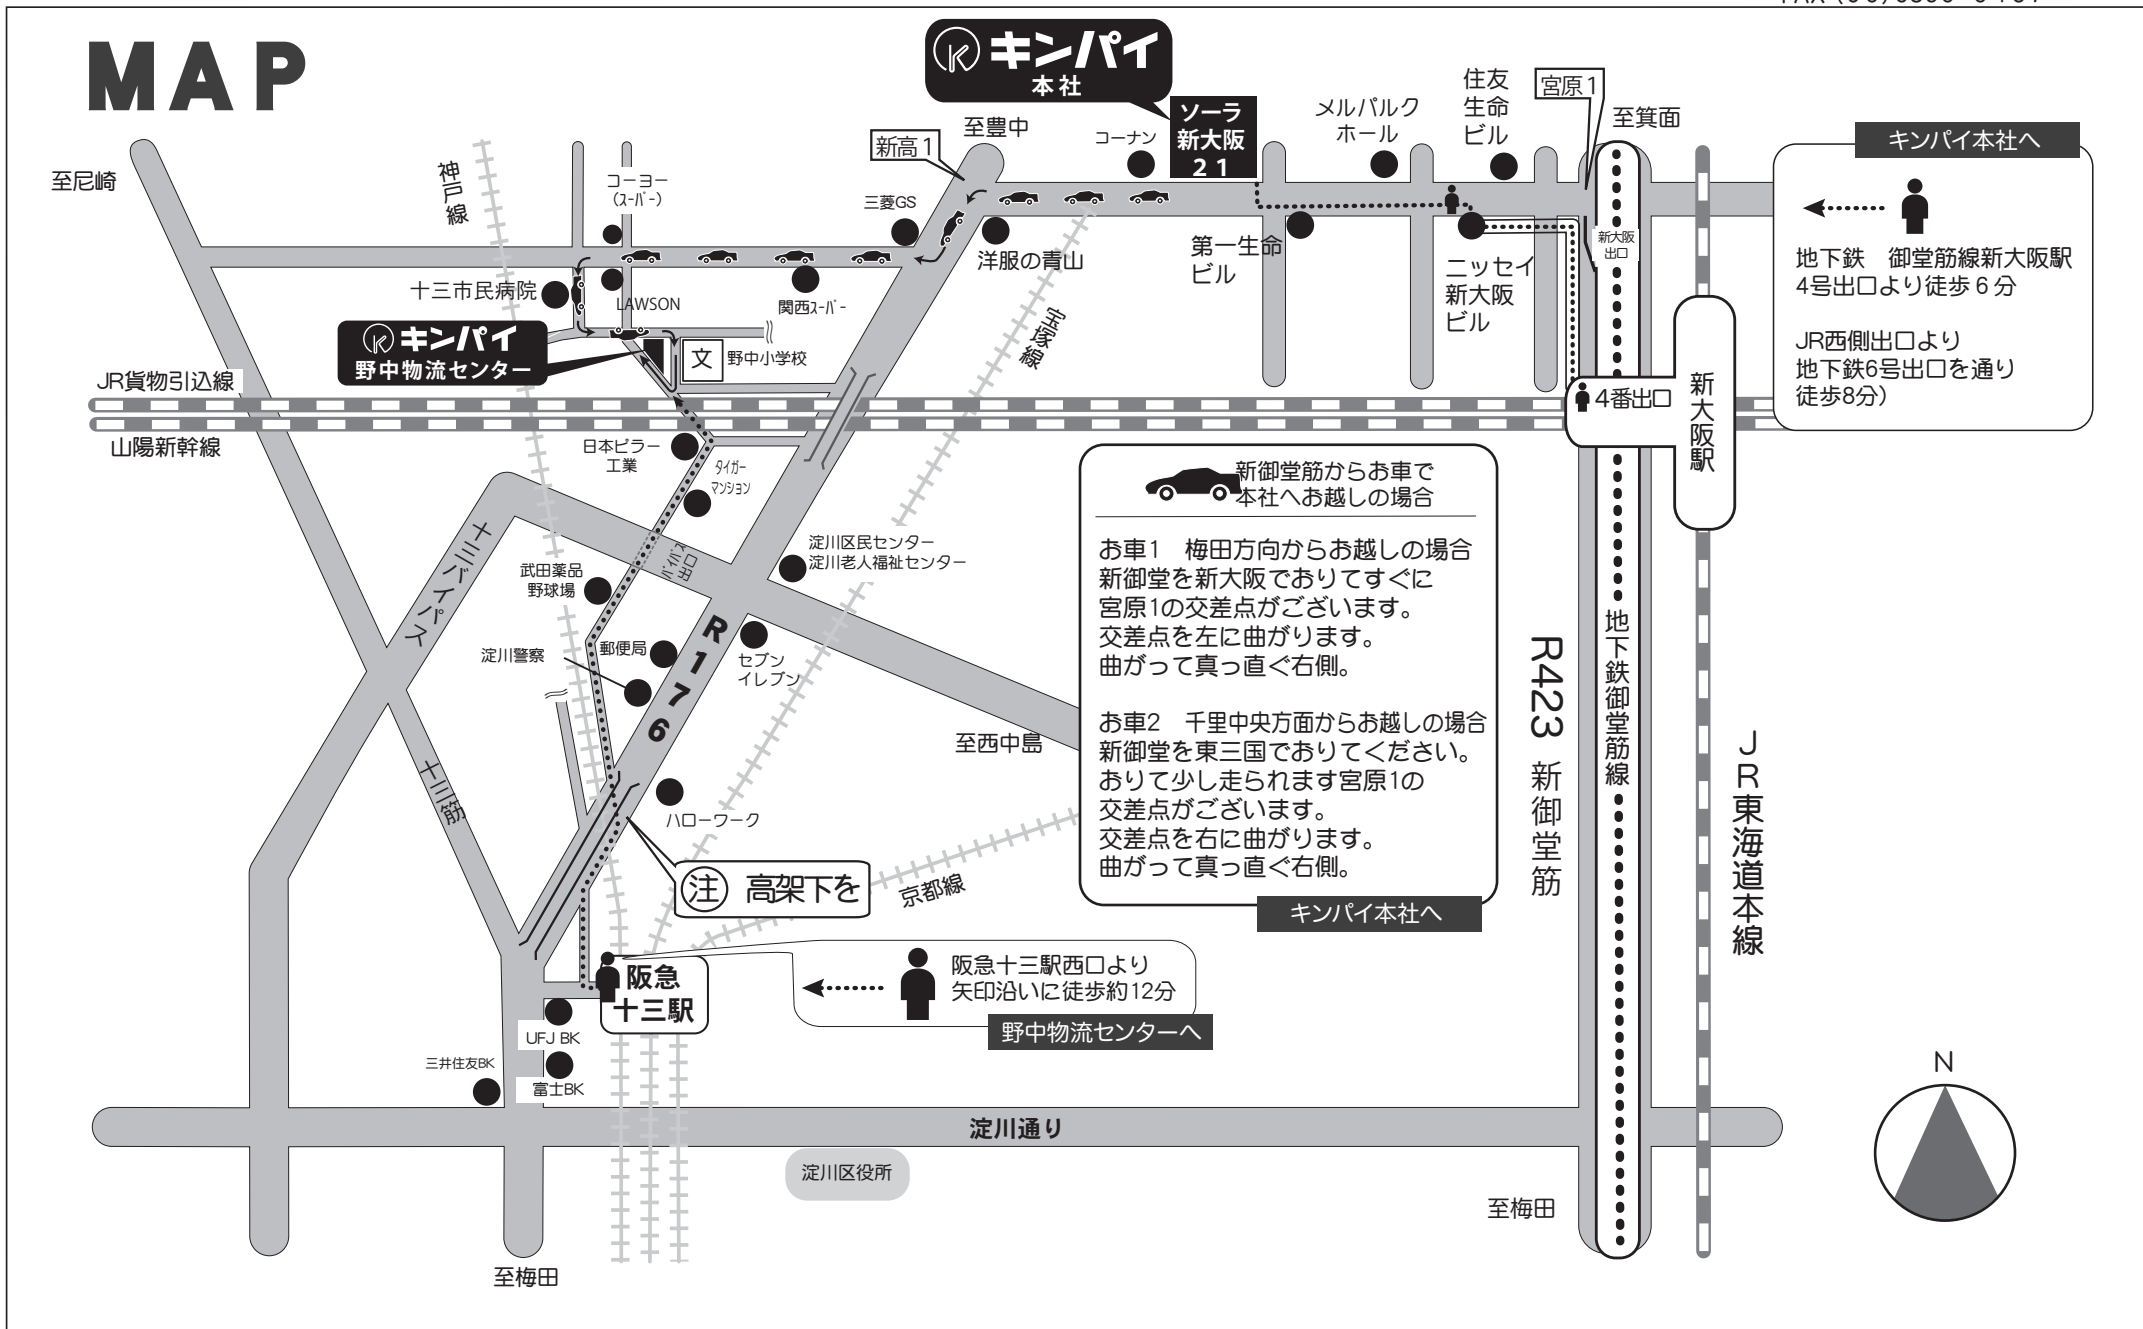 MAP
キンパイ
本社
ソーラ
新大阪
21
コーナン
メルパルク
ホール
住友
生命
ビル
宮原1
至箕面
至豊中
新高1
三菱GS
洋服の青山
第一生命
ビル
ニッセイ
新大阪
ビル
新大阪
出口
キンパイ本社へ
地下鉄 御堂筋線新大阪駅
4号出口より徒歩6分
JR西側出口より
地下鉄6号出口を通り
徒歩8分)
至尼崎
神戸線
コーヨー
(スーパー)
十三市民病院
LAWSON
関西スーパー
宝塚線
キンパイ
野中物流センター
文
野中小学校
JR貨物引込線
山陽新幹線
4番出口
新大阪駅
日本ピラー
工業
タイガー
マンション
新御堂筋からお車で
本社へお越しの場合
お車1 梅田方向からお越しの場合
新御堂を新大阪でおりてすぐに
宮原1の交差点がございます。
交差点を左に曲がります。
曲がって真っ直ぐ右側。
お車2 千里中央方面からお越しの場合
新御堂を東三国でおりてください。
おりて少し走られます宮原1の
交差点がございます。
交差点を右に曲がります。
曲がって真っ直ぐ右側。
キンパイ本社へ
十三バイパス
バイパス
出口
淀川区民センター
淀川老人福祉センター
武田薬品
野球場
淀川警察
郵便局
R176
セブン
イレブン
至西中島
R423 新御堂筋
地下鉄御堂筋線
JR東海道本線
十三筋
ハローワーク
注 高架下を
京都線
阪急
十三駅
阪急十三駅西口より
矢印沿いに徒歩約12分
野中物流センターへ
UFJ BK
三井住友BK
富士BK
淀川通り
淀川区役所
至梅田
至梅田
N